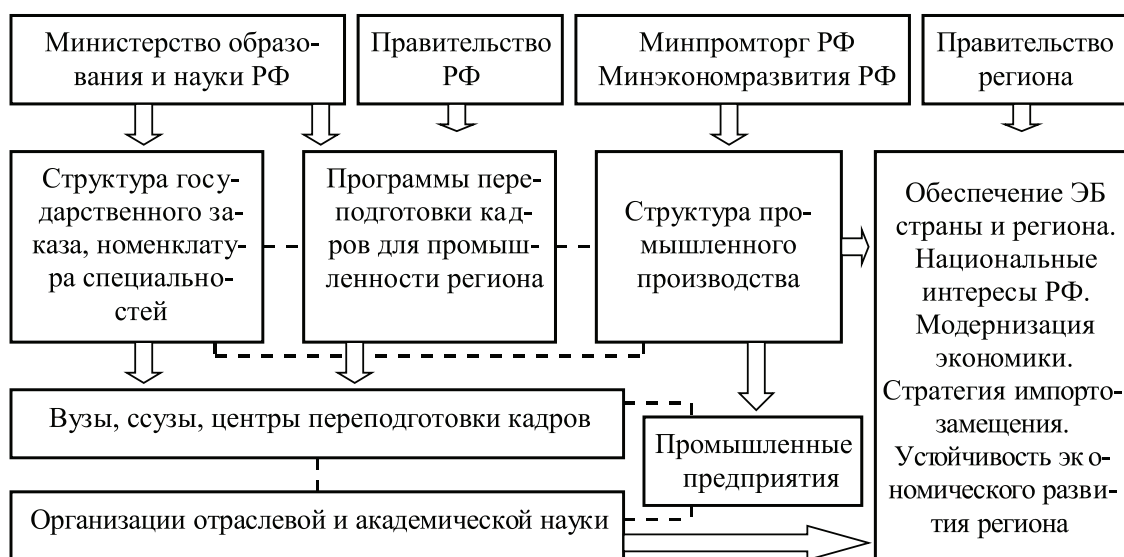 Министерство образо-
вания и науки РФ
Правительство
РФ
Минпромторг РФ
Минэкономразвития РФ
Правительство
региона
Структура госу-
дарственного за-
каза, номенклату-
ра специально-
стей
Программы пере-
подготовки кад-
ров для промыш-
ленности региона
Структура про-
мышленного
производства
Обеспечение ЭБ
страны и региона.
Национальные
интересы РФ.
Модернизация
экономики.
Стратегия импорто-
замещения.
Устойчивость эко-
номического разви-
тия региона
Вузы, ссузы, центры переподготовки кадров
Промышленные
предприятия
Организации отраслевой и академической науки